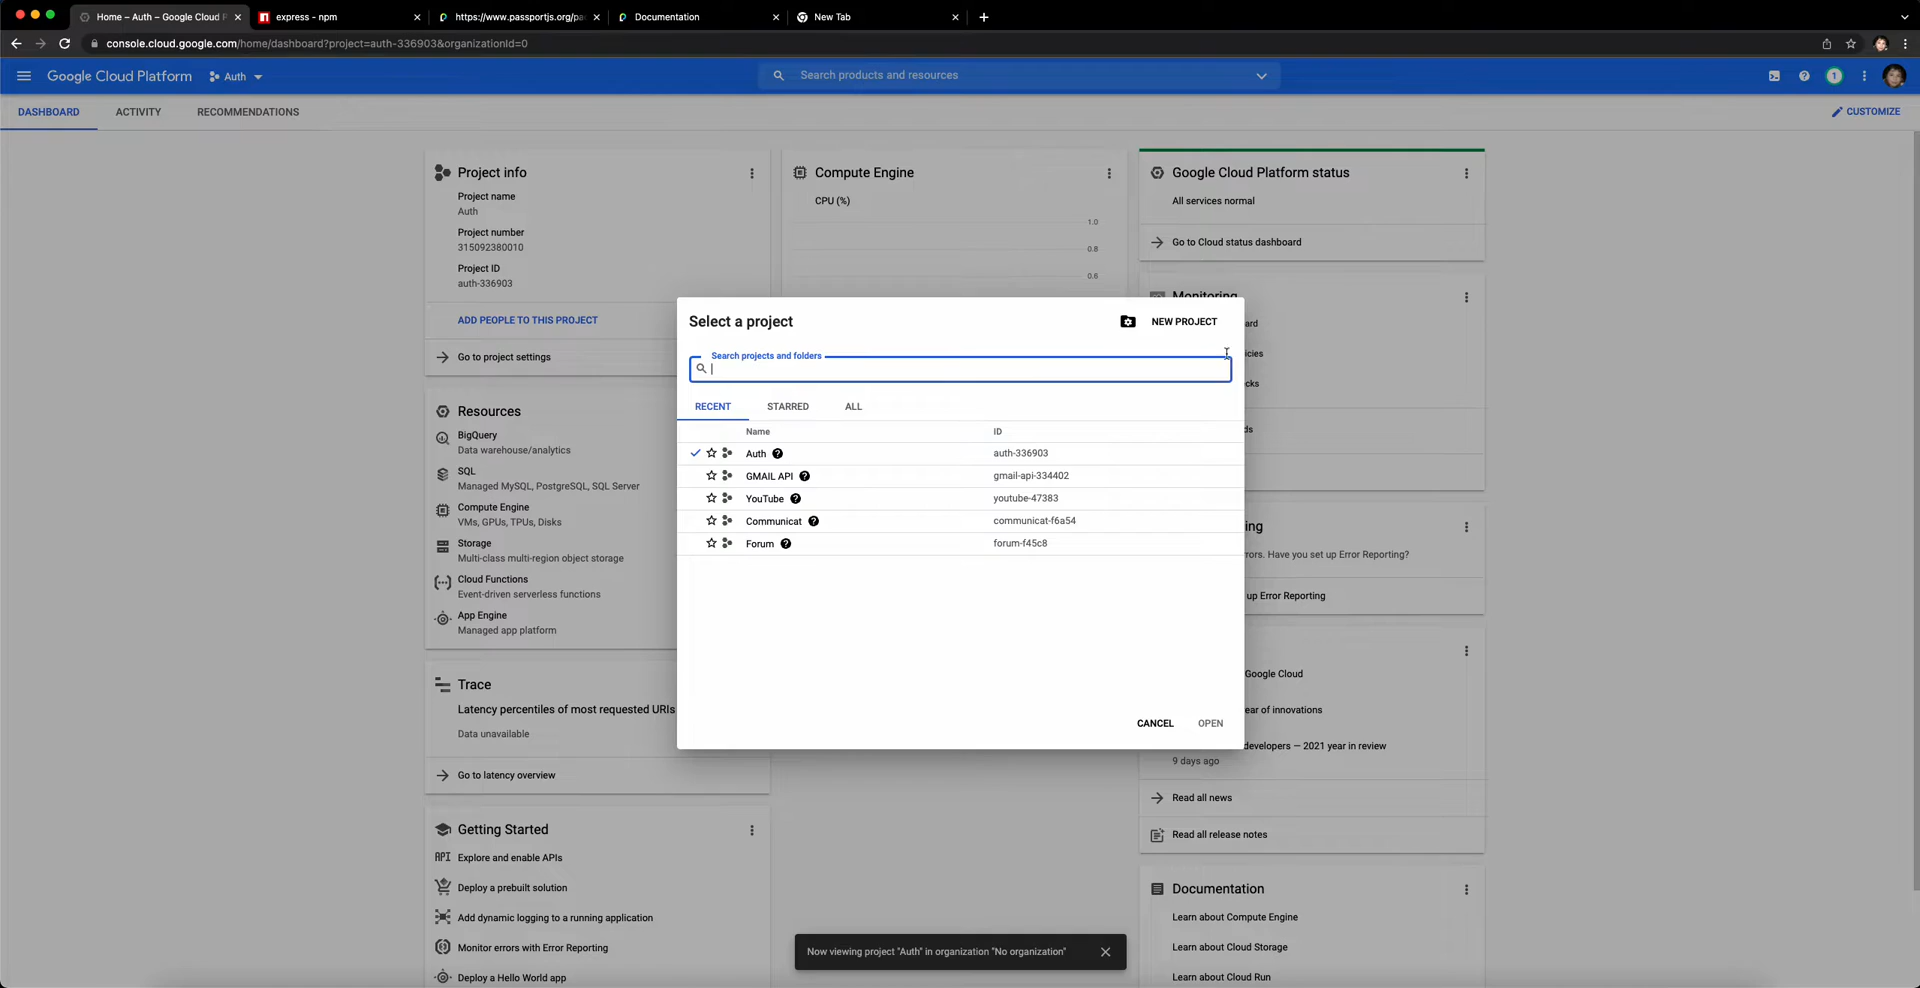 Home – Auth – Google Cloud P
express - npm
https://www.passportjs.org/pa
Documentation
New Tab
console.cloud.google.com/home/dashboard?project=auth-336903&organizationId=0
Google Cloud Platform
Auth
Search products and resources
1
DASHBOARD
ACTIVITY
RECOMMENDATIONS
CUSTOMIZE
Project info
Project name
Auth
Project number
315092380010
Project ID
auth-336903
ADD PEOPLE TO THIS PROJECT
Go to project settings
Resources
BigQuery
Data warehouse/analytics
SQL
Managed MySQL, PostgreSQL, SQL Server
Compute Engine
VMs, GPUs, TPUs, Disks
Storage
Multi-class multi-region object storage
Cloud Functions
Event-driven serverless functions
App Engine
Managed app platform
Trace
Latency percentiles of most requested URIs
Data unavailable
Go to latency overview
Getting Started
API Explore and enable APIs
Deploy a prebuilt solution
Add dynamic logging to a running application
Monitor errors with Error Reporting
Deploy a Hello World app
Compute Engine
CPU (%)
1.0
0.8
0.6
Select a project
NEW PROJECT
Search projects and folders
RECENT
STARRED
ALL
Name
ID
Auth
auth-336903
GMAIL API
gmail-api-334402
YouTube
youtube-47383
Communicat
communicat-f6a54
Forum
forum-f45c8
CANCEL
OPEN
Now viewing project "Auth" in organization "No organization"
Google Cloud Platform status
All services normal
Go to Cloud status dashboard
Monitoring
ard
icies
cks
ds
ing
rors. Have you set up Error Reporting?
up Error Reporting
Google Cloud
ear of innovations
developers — 2021 year in review
9 days ago
Read all news
Read all release notes
Documentation
Learn about Compute Engine
Learn about Cloud Storage
Learn about Cloud Run